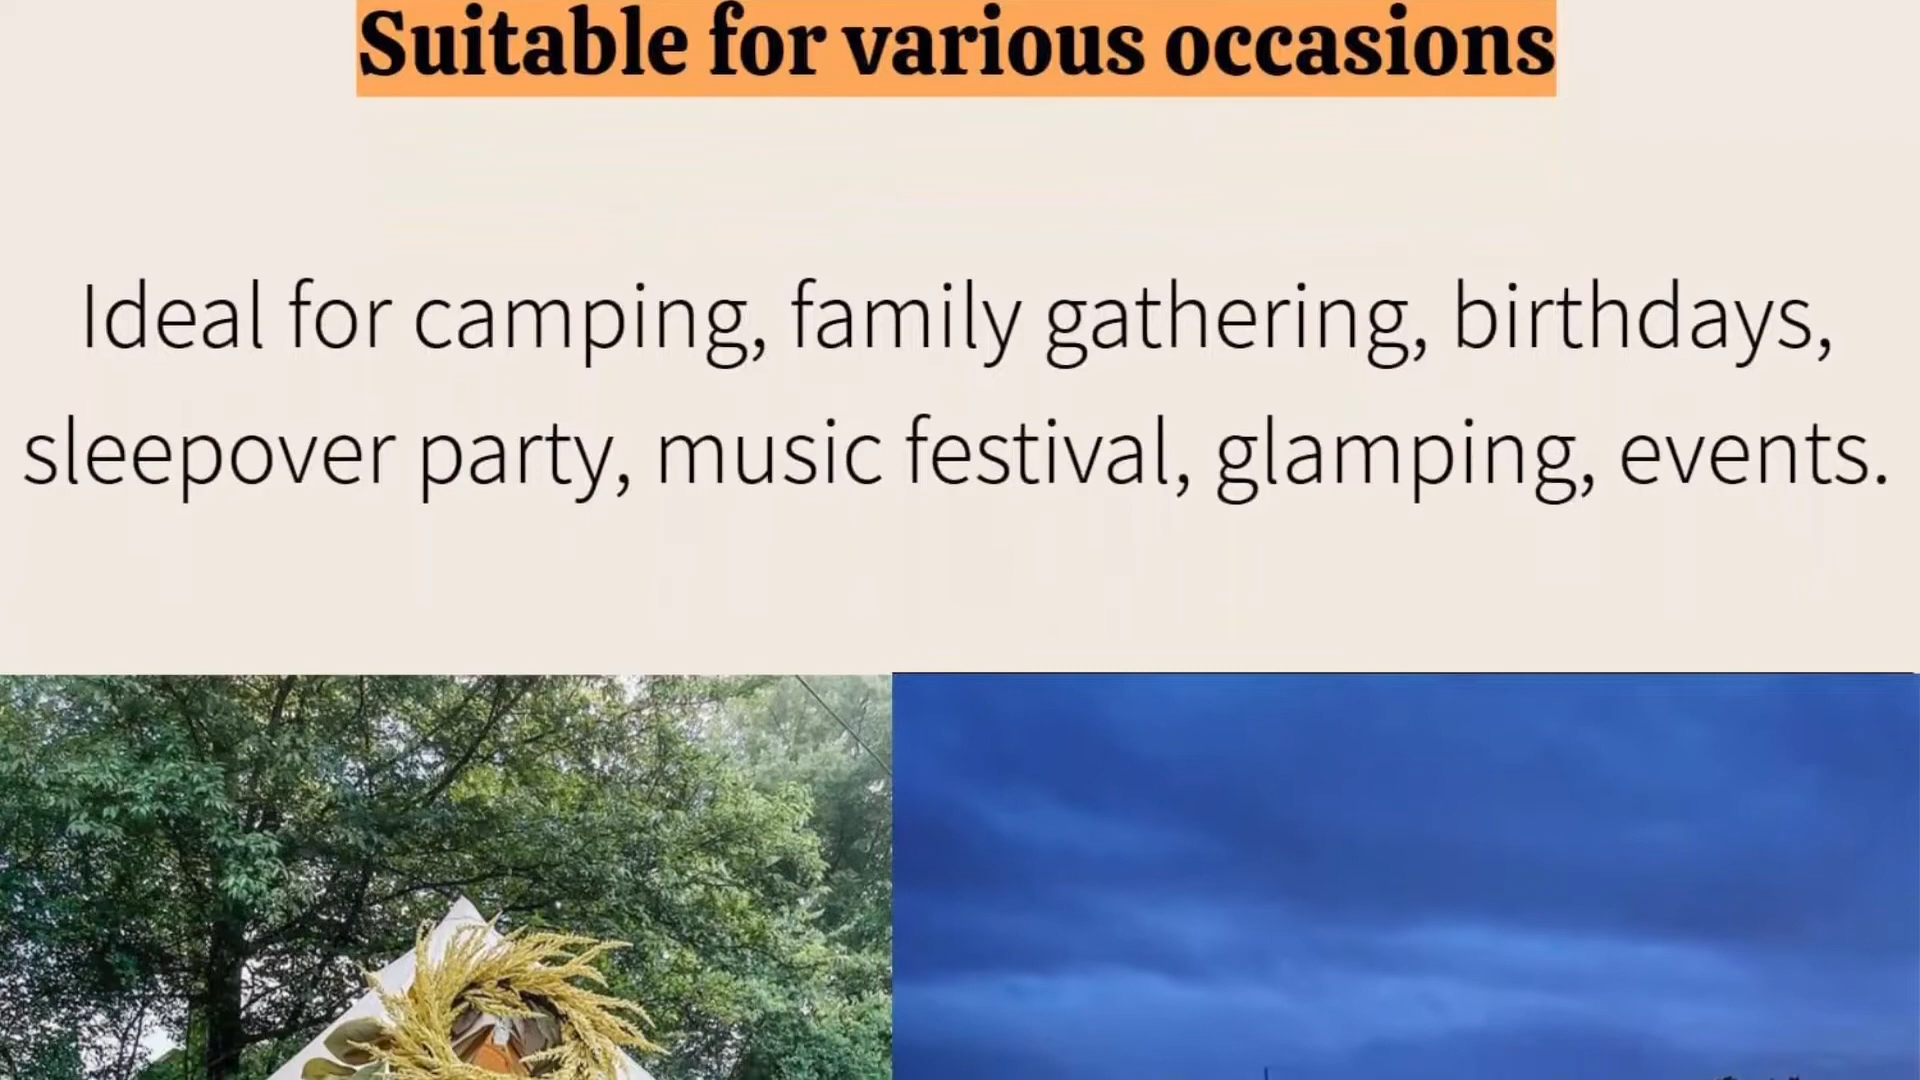 Suitable for various occasions
Ideal for camping, family gathering, birthdays,
sleepover party, music festival, glamping, events.